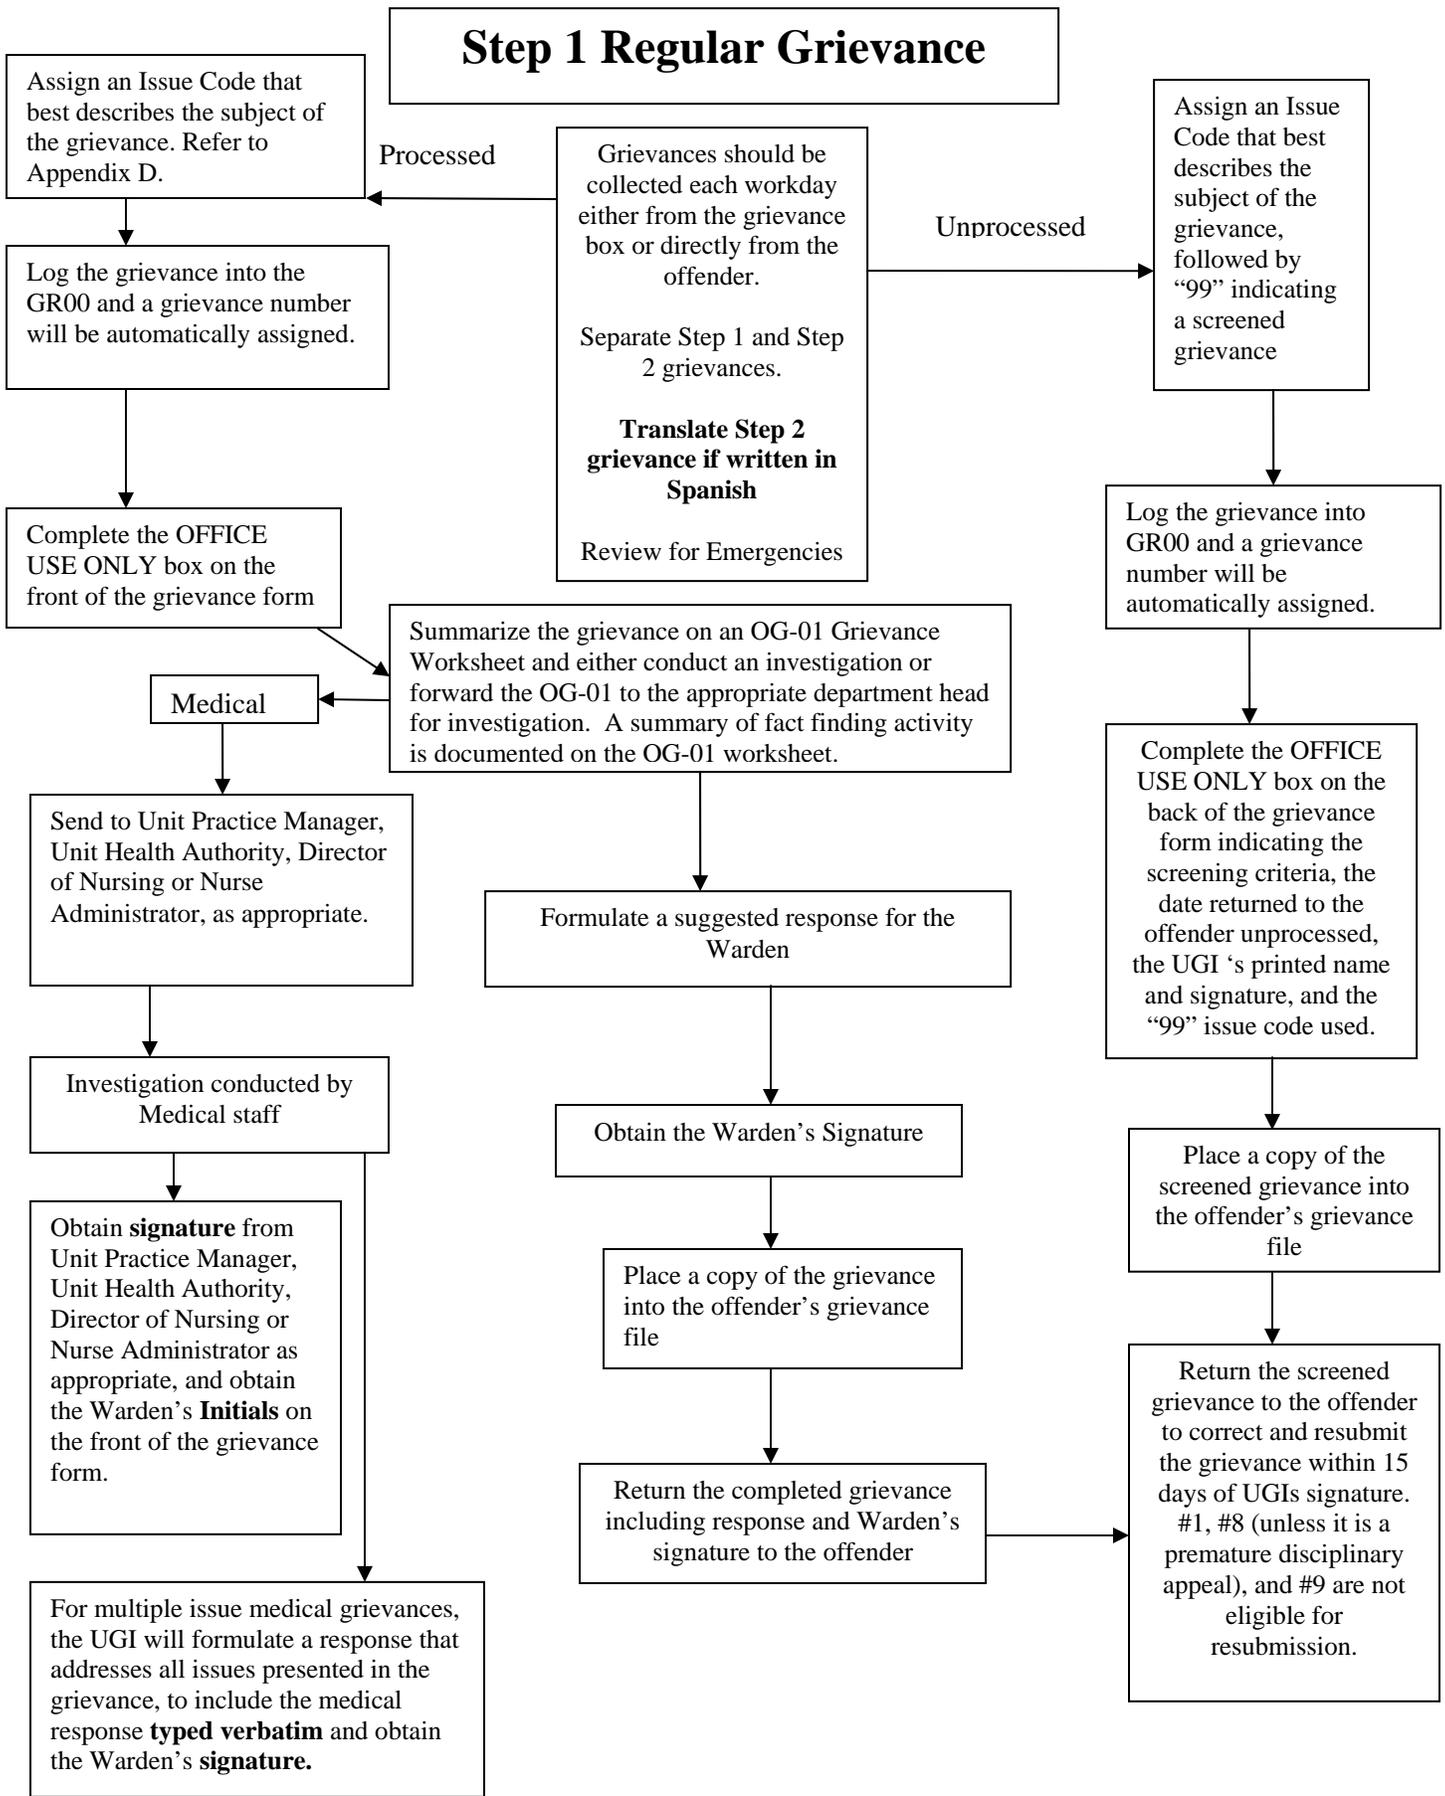 Step 1 Regular Grievance
Assign an Issue Code that
best describes the subject of
the grievance. Refer to
Appendix D.
Processed
Grievances should be
collected each workday
either from the grievance
box or directly from the
offender.
Separate Step 1 and Step
2 grievances.
Translate Step 2
grievance if written in
Spanish
Review for Emergencies
Unprocessed
Assign an Issue
Code that best
describes the
subject of the
grievance,
followed by
“99” indicating
a screened
grievance
Log the grievance into the
GR00 and a grievance number
will be automatically assigned.
Complete the OFFICE
USE ONLY box on the
front of the grievance form
Log the grievance into
GR00 and a grievance
number will be
automatically assigned.
Summarize the grievance on an OG-01 Grievance
Worksheet and either conduct an investigation or
forward the OG-01 to the appropriate department head
for investigation.  A summary of fact finding activity
is documented on the OG-01 worksheet.
Medical
Send to Unit Practice Manager,
Unit Health Authority, Director
of Nursing or Nurse
Administrator, as appropriate.
Formulate a suggested response for the
Warden
Complete the OFFICE
USE ONLY box on the
back of the grievance
form indicating the
screening criteria, the
date returned to the
offender unprocessed,
the UGI ‘s printed name
and signature, and the
“99” issue code used.
Investigation conducted by
Medical staff
Obtain the Warden’s Signature
Place a copy of the
screened grievance into
the offender’s grievance
file
Obtain signature from
Unit Practice Manager,
Unit Health Authority,
Director of Nursing or
Nurse Administrator as
appropriate, and obtain
the Warden’s Initials on
the front of the grievance
form.
Place a copy of the grievance
into the offender’s grievance
file
Return the completed grievance
including response and Warden’s
signature to the offender
Return the screened
grievance to the offender
to correct and resubmit
the grievance within 15
days of UGIs signature.
#1, #8 (unless it is a
premature disciplinary
appeal), and #9 are not
eligible for
resubmission.
For multiple issue medical grievances,
the UGI will formulate a response that
addresses all issues presented in the
grievance, to include the medical
response typed verbatim and obtain
the Warden’s signature.